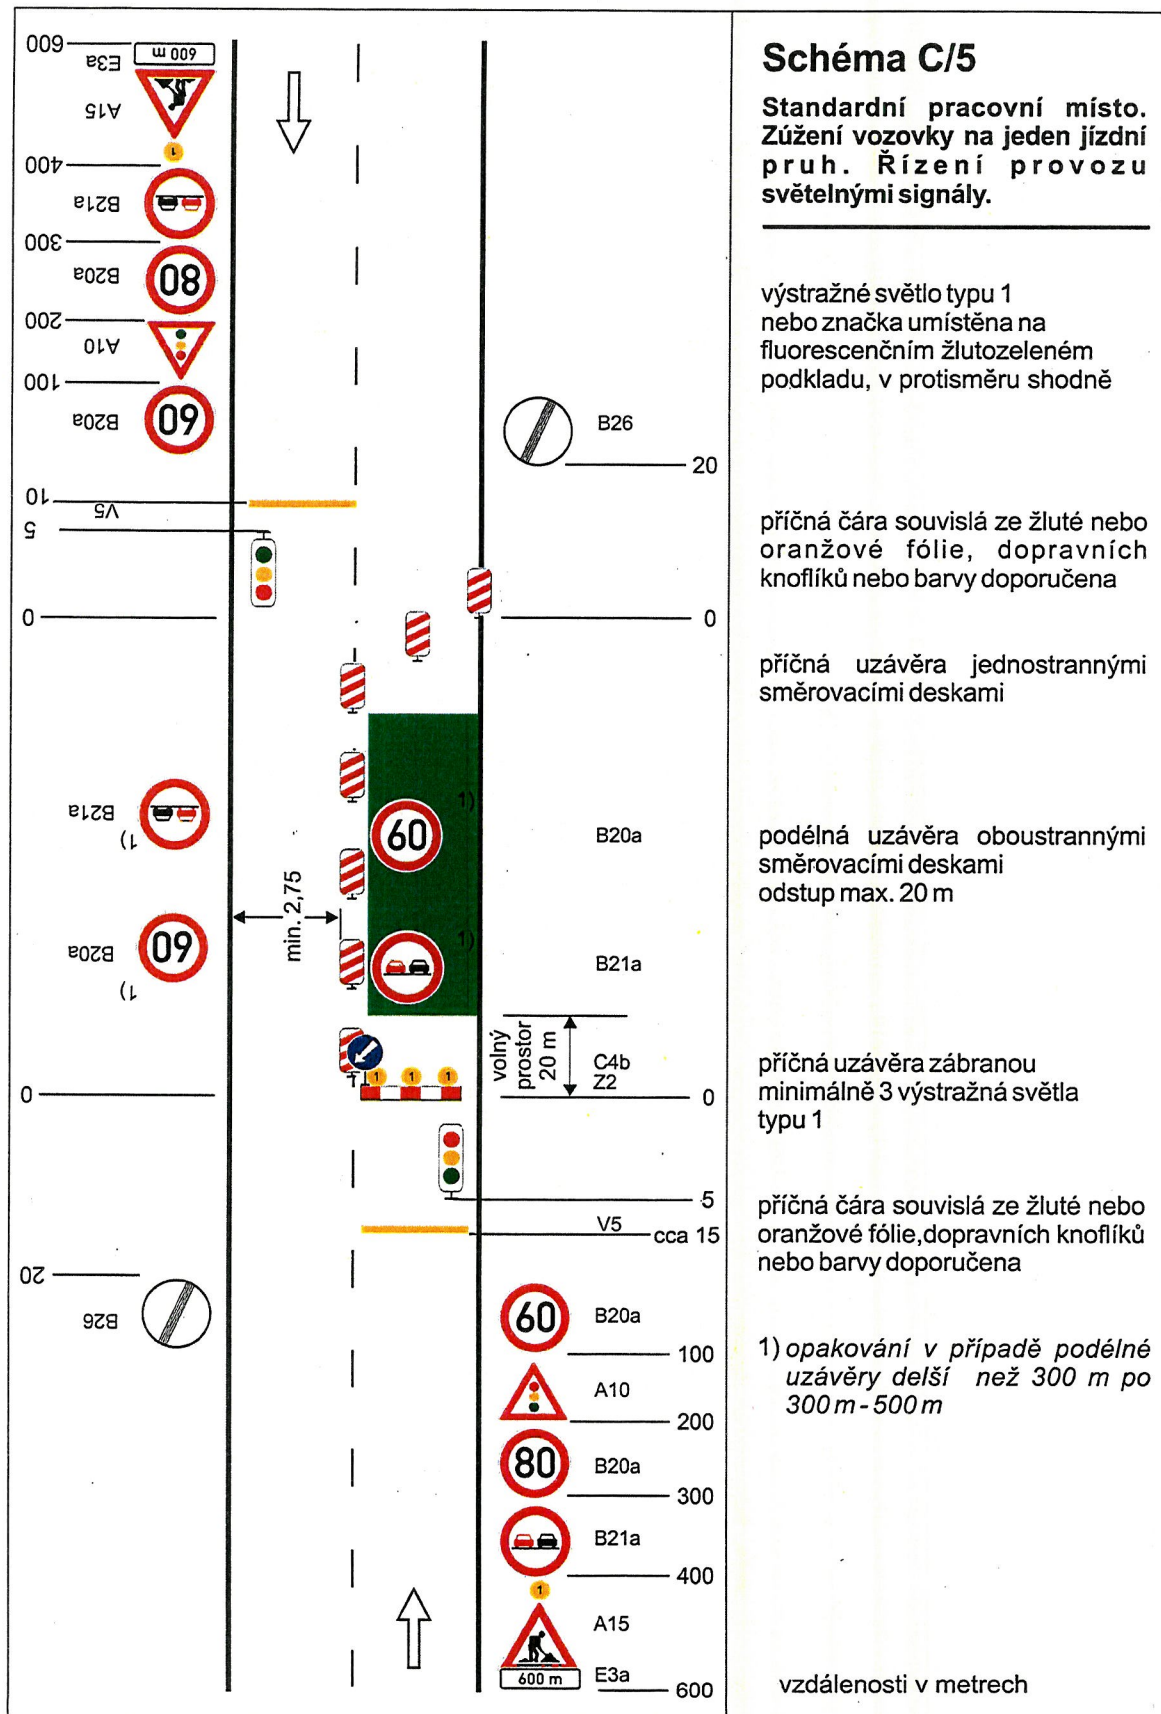 Schéma C/5
Standardní pracovní místo.
Zúžení vozovky na jeden jízdní
pruh. Řízení provozu
světelnými signály.
výstražné světlo typu 1
nebo značka umístěna na
fluorescenčním žlutozeleném
podkladu, v protisměru shodně
příčná čára souvislá ze žluté nebo
oranžové fólie, dopravních
knoflíků nebo barvy doporučena
příčná uzávěra jednostrannými
směrovacími deskami
podélná uzávěra oboustrannými
směrovacími deskami
odstup max. 20 m
příčná uzávěra zábranou
minimálně 3 výstražná světla
typu 1
příčná čára souvislá ze žluté nebo
oranžové fólie,dopravních knoflíků
nebo barvy doporučena
1) opakování v případě podélné
uzávěry delší než 300 m po
300 m - 500 m
vzdálenosti v metrech
600
E3a
600 m
A15
1
400
B21a
300
B20a
80
200
A10
100
B20a
60
10
V5
5
0
B21a
1)
B20a
60
1)
0
20
B26
min. 2,75
B26
20
0
1)
60
B20a
1)
B21a
volný
prostor
20 m
C4b
Z2
1 1 1
0
5
V5
cca 15
60
B20a
100
A10
200
80
B20a
300
B21a
400
1
A15
600 m
E3a
600